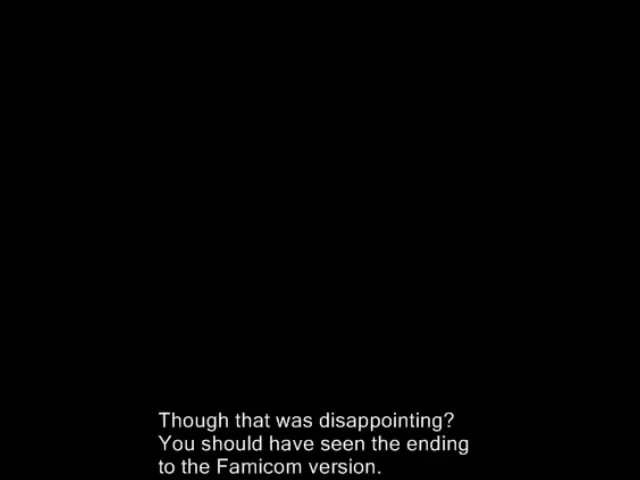 Though that was disappointing?
You should have seen the ending
to the Famicom version.